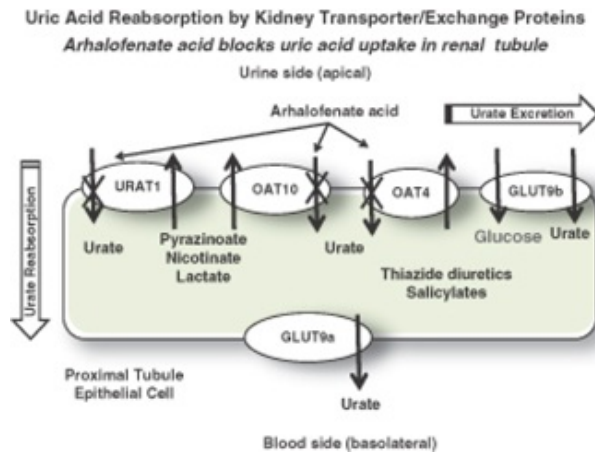 Uric Acid Reabsorption by Kidney Transporter/Exchange Proteins
Arhalofenate acid blocks uric acid uptake in renal tubule
Urine side (apical)
Arhalofenate acid
Urate Excretion
URAT1
OAT10
OAT4
GLUT9b
Urate Reabsorption
Urate
Pyrazinoate
Nicotinate
Lactate
Urate
Glucose
Urate
Thiazide diuretics
Salicylates
GLUT9a
Proximal Tubule
Epithelial Cell
Urate
Blood side (basolateral)